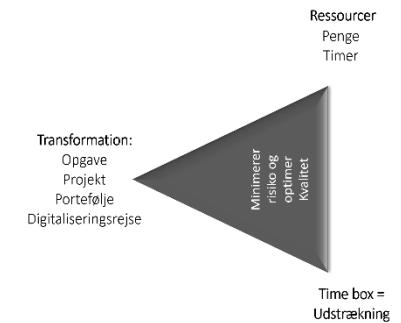 Ressourcer
Penge
Timer
Transformation:
Opgave
Projekt
Portefølje
Digitaliseringsrejse
Minimerer
risiko og
optimer
Kvalitet
Time box =
Udstrækning